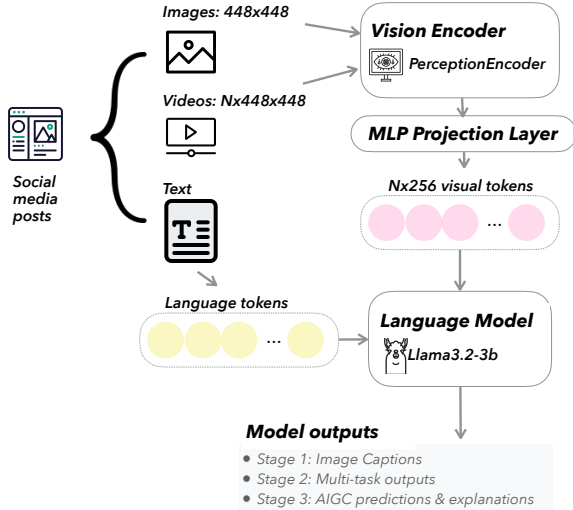 Images: 448x448
Vision Encoder
PerceptionEncoder
Videos: Nx448x448
MLP Projection Layer
Social
media
posts
Text
T
Nx256 visual tokens
...
Language tokens
...
Language Model
Llama3.2-3b
Model outputs
• Stage 1: Image Captions
• Stage 2: Multi-task outputs
• Stage 3: AIGC predictions & explanations